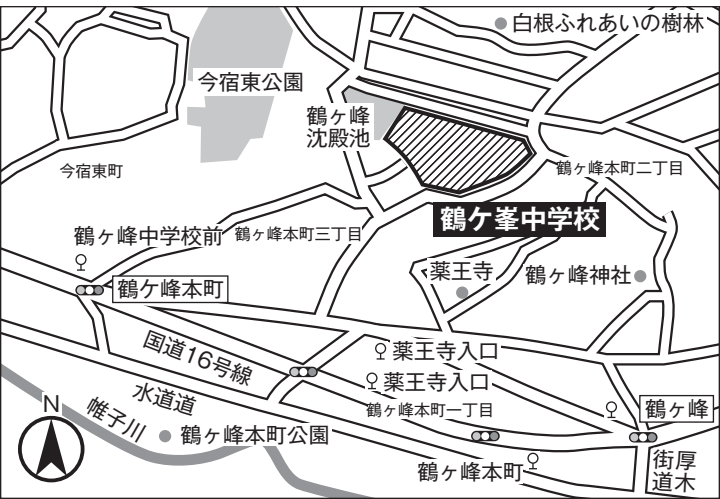 白根ふれあいの樹林
今宿東公園
鶴ヶ峰
沈殿池
今宿東町
鶴ヶ峰本町二丁目
鶴ケ峯中学校
鶴ヶ峰中学校前
鶴ヶ峰本町三丁目
薬王寺
鶴ヶ峰神社
鶴ケ峰本町
国道16号線
薬王寺入口
薬王寺入口
水道道
鶴ヶ峰本町一丁目
鶴ヶ峰
N
帷子川
鶴ヶ峰本町公園
鶴ヶ峰本町
厚木
街道